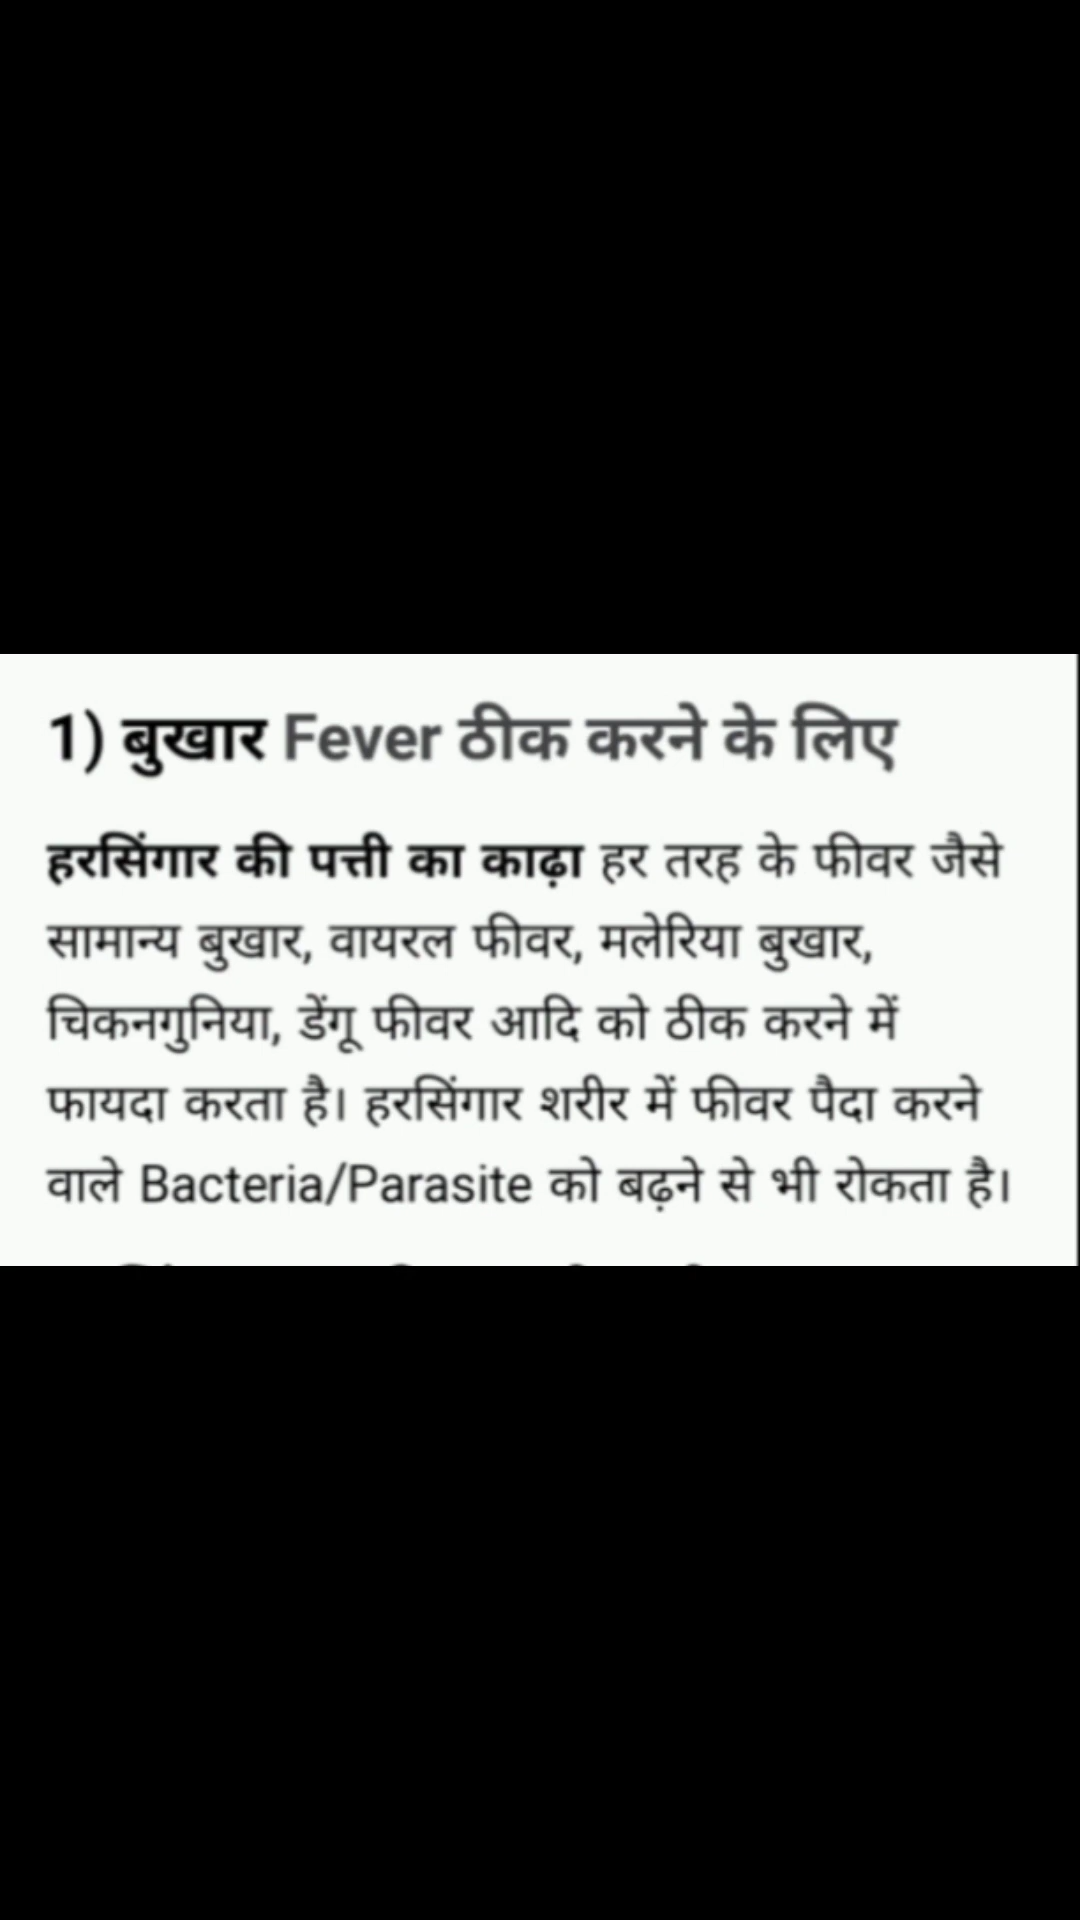 1) बुखार Fever ठीक करने के लिए
हरसिंगार की पत्ती का काढ़ा हर तरह के फीवर जैसे
सामान्य बुखार, वायरल फीवर, मलेरिया बुखार,
चिकनगुनिया, डेंगू फीवर आदि को ठीक करने में
फायदा करता है। हरसिंगार शरीर में फीवर पैदा करने
वाले Bacteria/Parasite को बढ़ने से भी रोकता है।